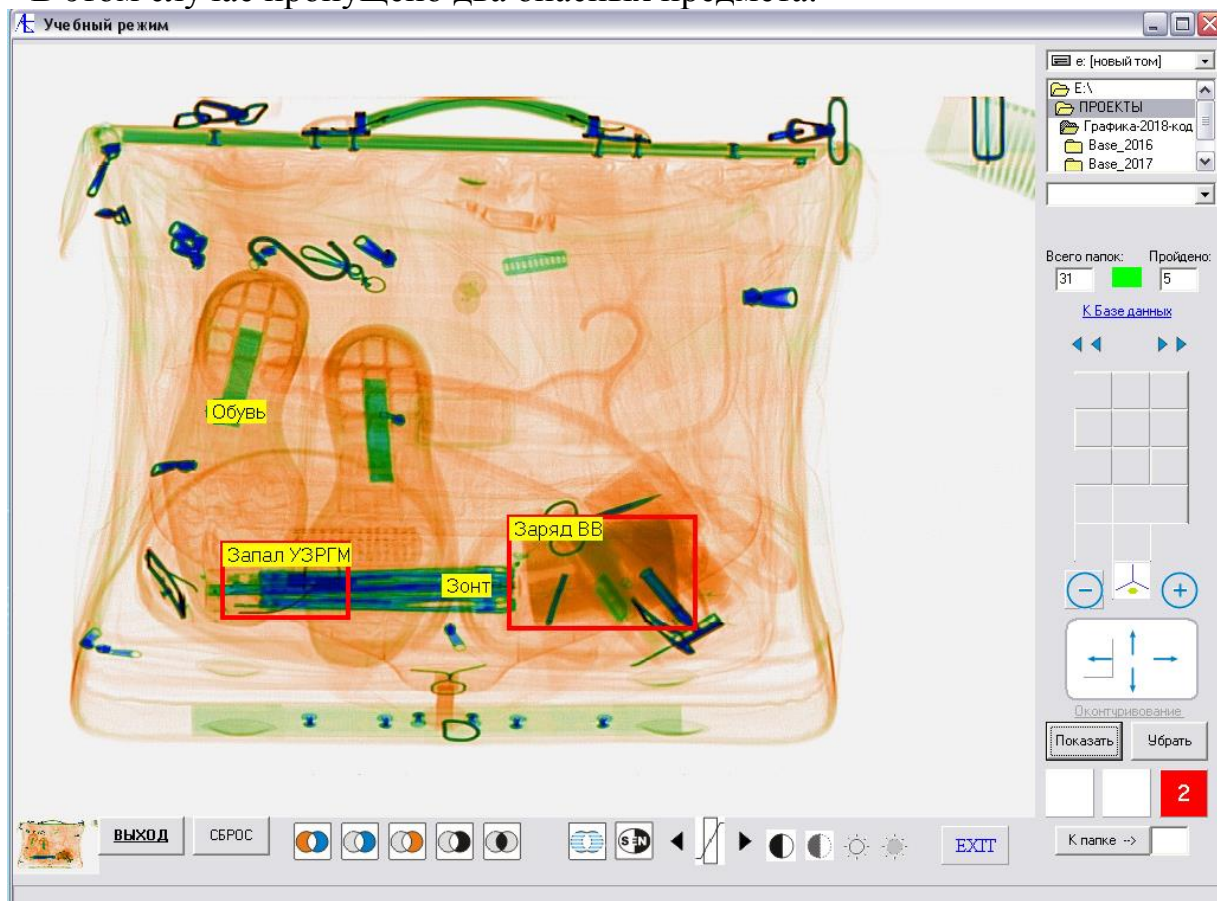 В этом случае пропущено два опасных предмета.
Учебный режим
e: [новый том]
E:\
ПРОЕКТЫ
Графика-2018-код
Base_2016
Base_2017
Всего папок: Пройдено:
31 5
К Базе данных
Обувь
Заряд ВВ
Запал УЗРГМ
Зонт
Оконтуривование
Показать Убрать
2
ВЫХОД СБРОС
S N
EXIT
К папке -->